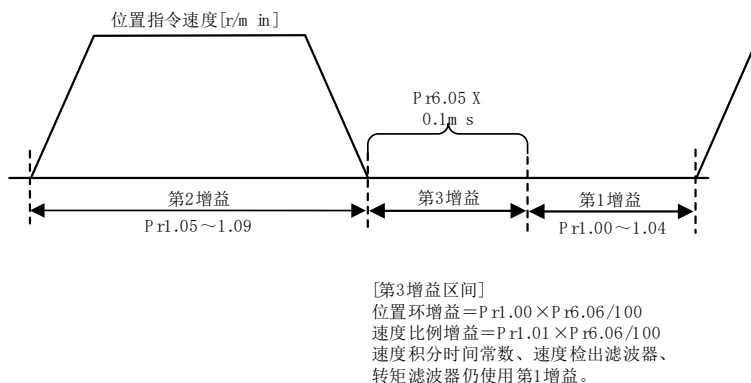 位置指令速度[r/m in]
Pr6.05 X
0.1m s
第2增益
第3增益
第1增益
Pr1.05～1.09
Pr1.00～1.04
[第3增益区间]
位置环增益＝Pr1.00×Pr6.06/100
速度比例增益＝Pr1.01×Pr6.06/100
速度积分时间常数、速度检出滤波器、
转矩滤波器仍使用第1增益。